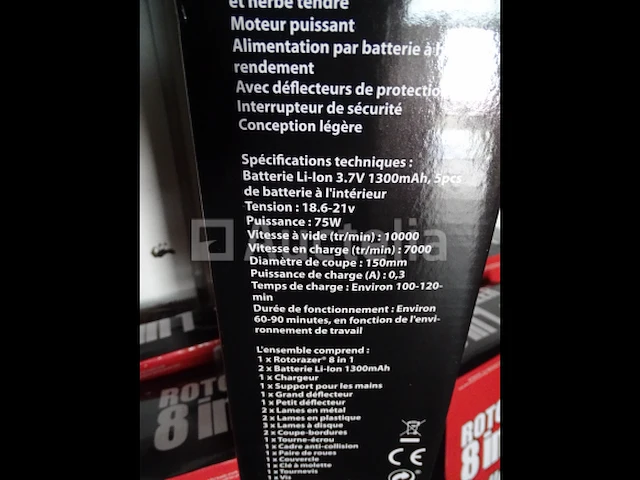 et herbe tendre
Moteur puissant
Alimentation par batterie à h
rendement
Avec déflecteurs de protectio
Interrupteur de sécurité
Conception légère
Spécifications techniques :
Batterie Li-Ion 3.7V 1300mAh, 5pcs
de batterie à l'intérieur
Tension : 18.6-21v
Puissance : 75W
Vitesse à vide (tr/min) : 10000
Vitesse en charge (tr/min) : 7000
Diamètre de coupe : 150mm
Puissance de charge (A) : 0,3
Temps de charge : Environ 100-120-
min
Durée de fonctionnement : Environ
60-90 minutes, en fonction de l'envi-
ronnement de travail
L'ensemble comprend :
1 x Rotorazer® 8 in 1
2 x Batterie Li-Ion 1300mAh
1 x Chargeur
1 x Support pour les mains
1 x Grand déflecteur
1 x Petit déflecteur
2 x Lames en métal
2 x Lames en plastique
3 x Lames à disque
2 x Coupe-bordures
1 x Tourne-écrou
1 x Cadre anti-collision
1 x Paire de roues
1 x Couvercle
1 x Clé à molette
1 x Tournevis
1 x Vis
CE
Auctelia
ROTO
8 in
ROTO
8 in